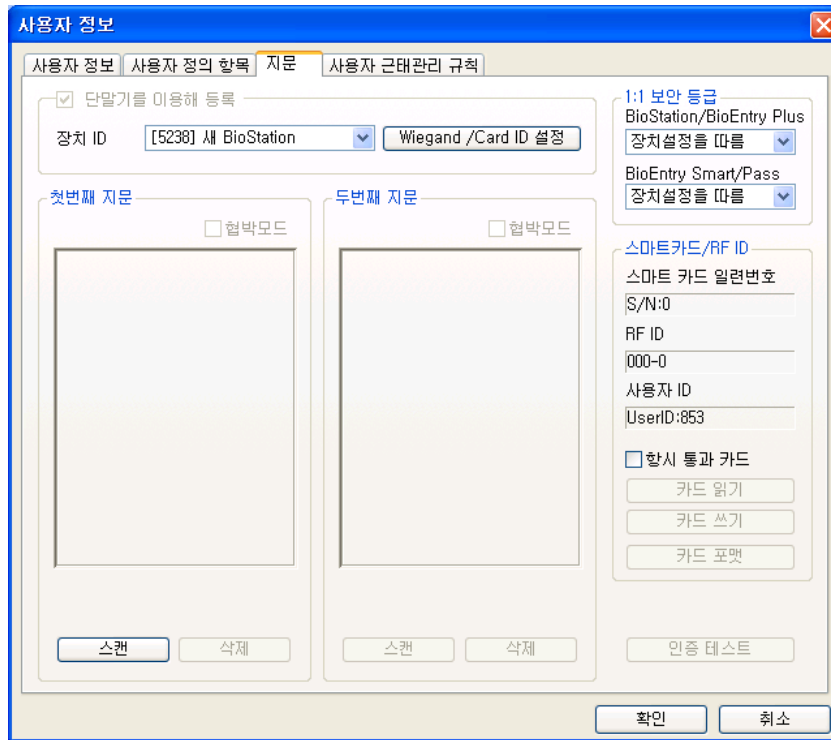 사용자 정보
사용자 정보 사용자 정의 항목 지문 사용자 근태관리 규칙
단말기를 이용해 등록
장치 ID [5238] 새 BioStation Wiegand /Card ID 설정
1:1 보안 등급
BioStation/BioEntry Plus
장치설정을 따름
BioEntry Smart/Pass
장치설정을 따름
첫번째 지문
협박모드
스캔 삭제
두번째 지문
협박모드
스캔 삭제
스마트카드/RF ID
스마트 카드 일련번호
S/N:0
RF ID
000-0
사용자 ID
UserID:853
항시 통과 카드
카드 읽기
카드 쓰기
카드 포맷
인증 테스트
확인 취소